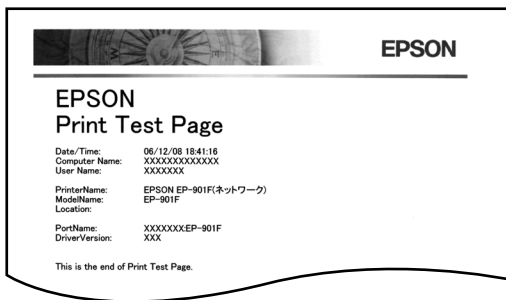 EPSON
EPSON
Print Test Page
Date/Time: 06/12/08 18:41:16
Computer Name: XXXXXXXXXXXXX
User Name: XXXXXXX
PrinterName: EPSON EP-901F(ネットワーク)
ModelName: EP-901F
Location:
PortName: XXXXXXX:EP-901F
DriverVersion: XXX
This is the end of Print Test Page.